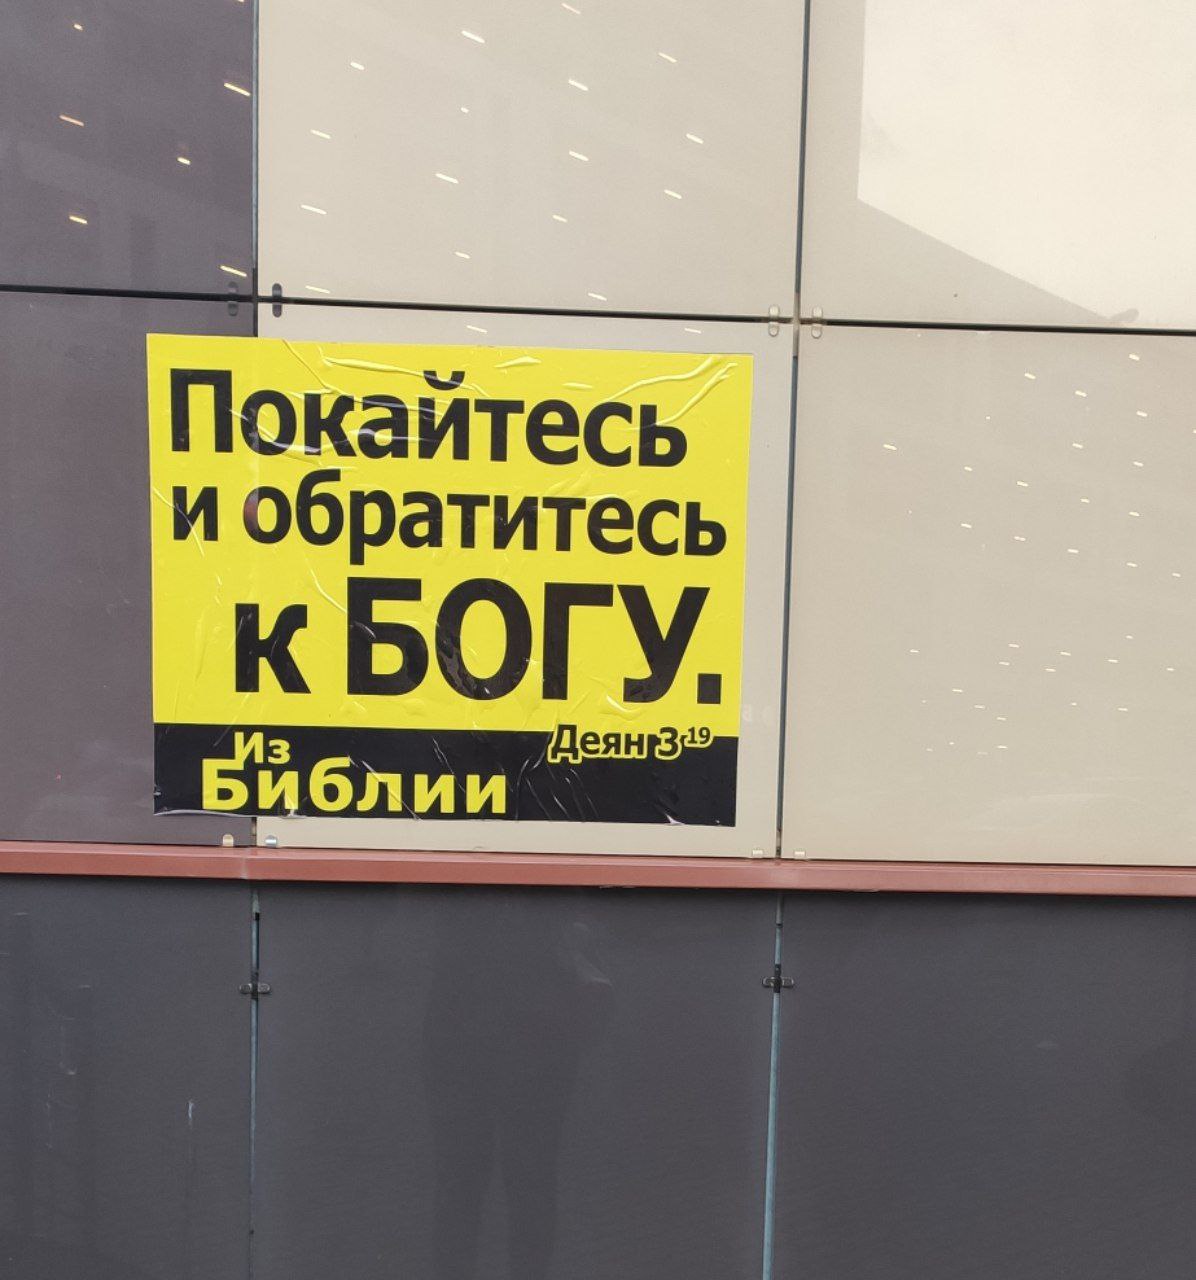 Покайтесь
и обратитесь
к БОГУ.
Деян 3 19
Из
Библии